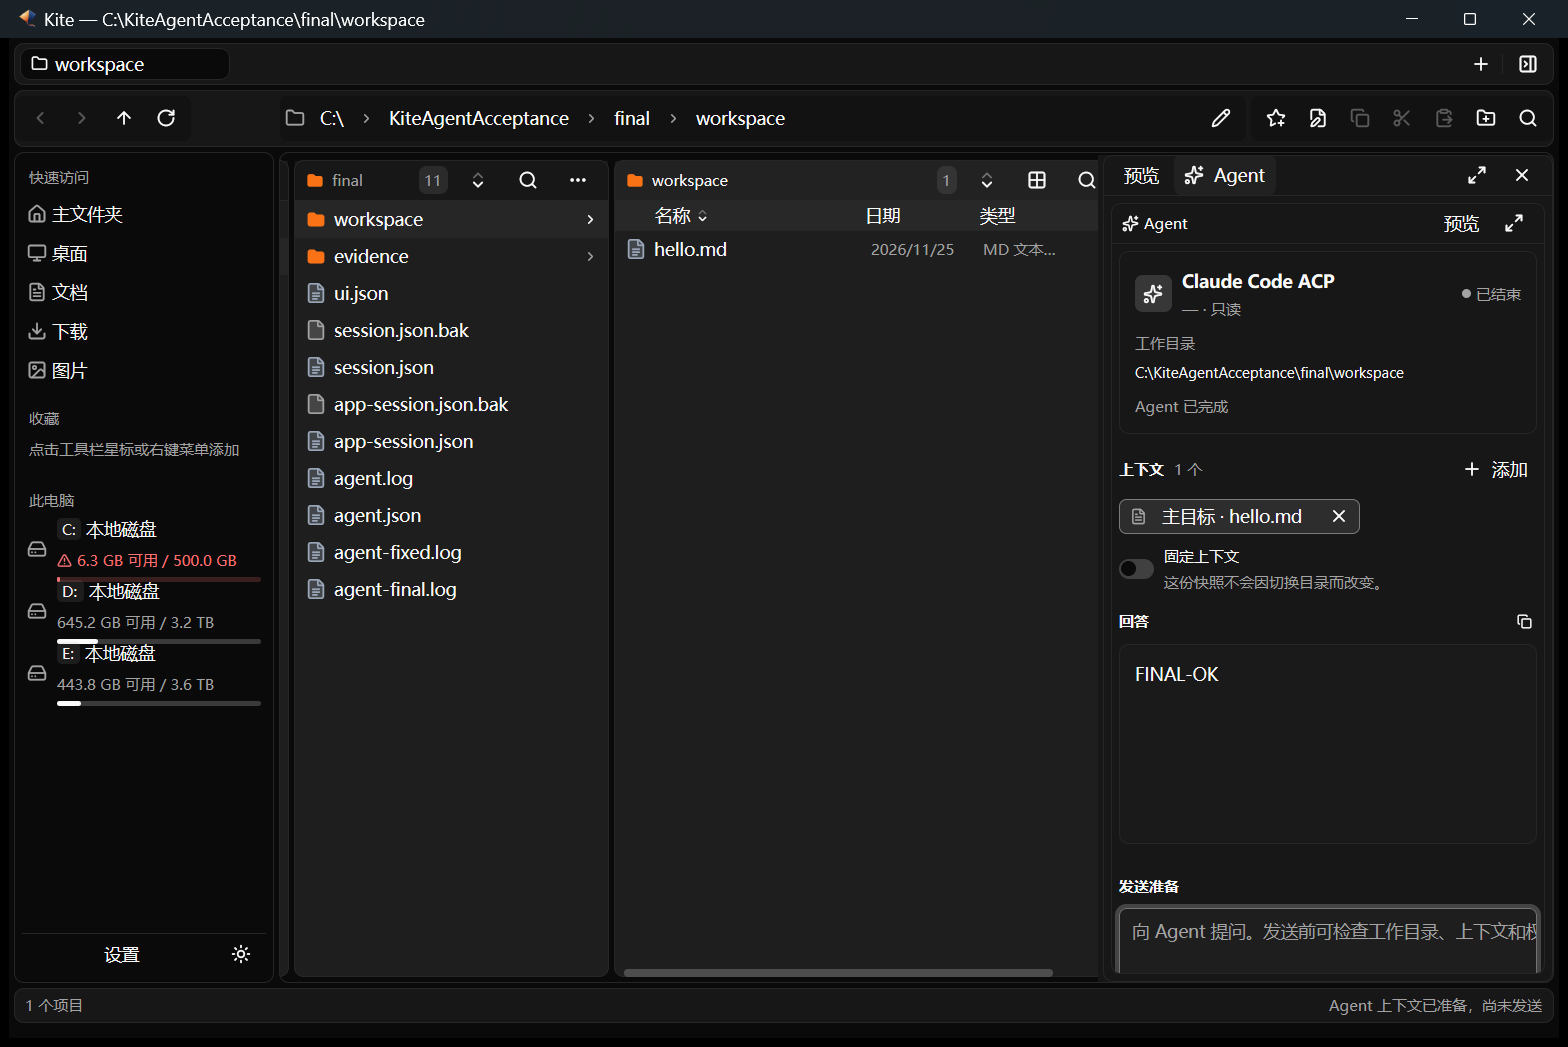 Kite — C:\KiteAgentAcceptance\final\workspace
workspace
C:\ › KiteAgentAcceptance › final › workspace
快速访问
主文件夹
桌面
文档
下载
图片
收藏
点击工具栏星标或右键菜单添加
此电脑
C: 本地磁盘
6.3 GB 可用 / 500.0 GB
D: 本地磁盘
645.2 GB 可用 / 3.2 TB
E: 本地磁盘
443.8 GB 可用 / 3.6 TB
设置
final 11
workspace
evidence
ui.json
session.json.bak
session.json
app-session.json.bak
app-session.json
agent.log
agent.json
agent-fixed.log
agent-final.log
workspace 1
名称 日期 类型
hello.md 2026/11/25 MD 文本...
预览 Agent
Agent 预览
Claude Code ACP
— · 只读
已结束
工作目录
C:\KiteAgentAcceptance\final\workspace
Agent 已完成
上下文 1 个 添加
主目标 · hello.md
固定上下文
这份快照不会因切换目录而改变。
回答
FINAL-OK
发送准备
向 Agent 提问。发送前可检查工作目录、上下文和
1 个项目
Agent 上下文已准备，尚未发送